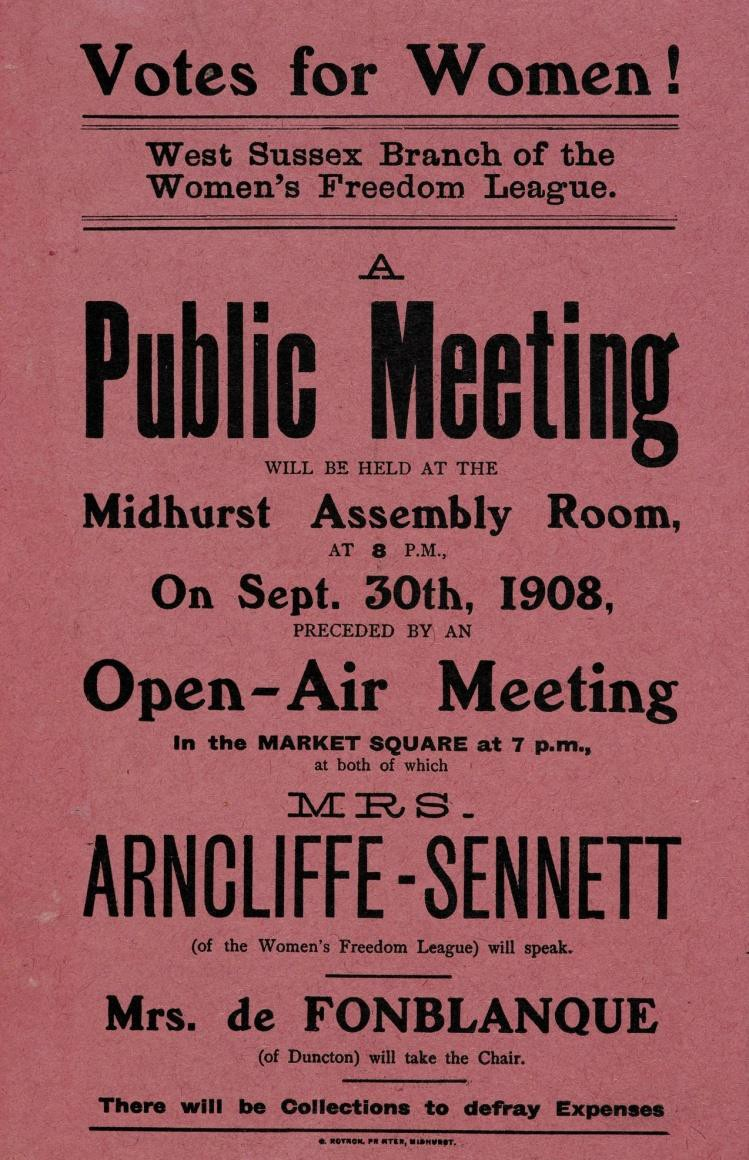 Votes for Women!
West Sussex Branch of the
Women's Freedom League.
A
Public Meeting
WILL BE HELD AT THE
Midhurst Assembly Room,
AT 8 P.M.,
On Sept. 30th, 1908,
PRECEDED BY AN
Open-Air Meeting
In the MARKET SQUARE at 7 p.m.,
at both of which
MRS.
ARNCLIFFE-SENNETT
(of the Women's Freedom League) will speak.
Mrs. de FONBLANQUE
(of Duncton) will take the Chair.
There will be Collections to defray Expenses
PRINTER, MIDHURST.